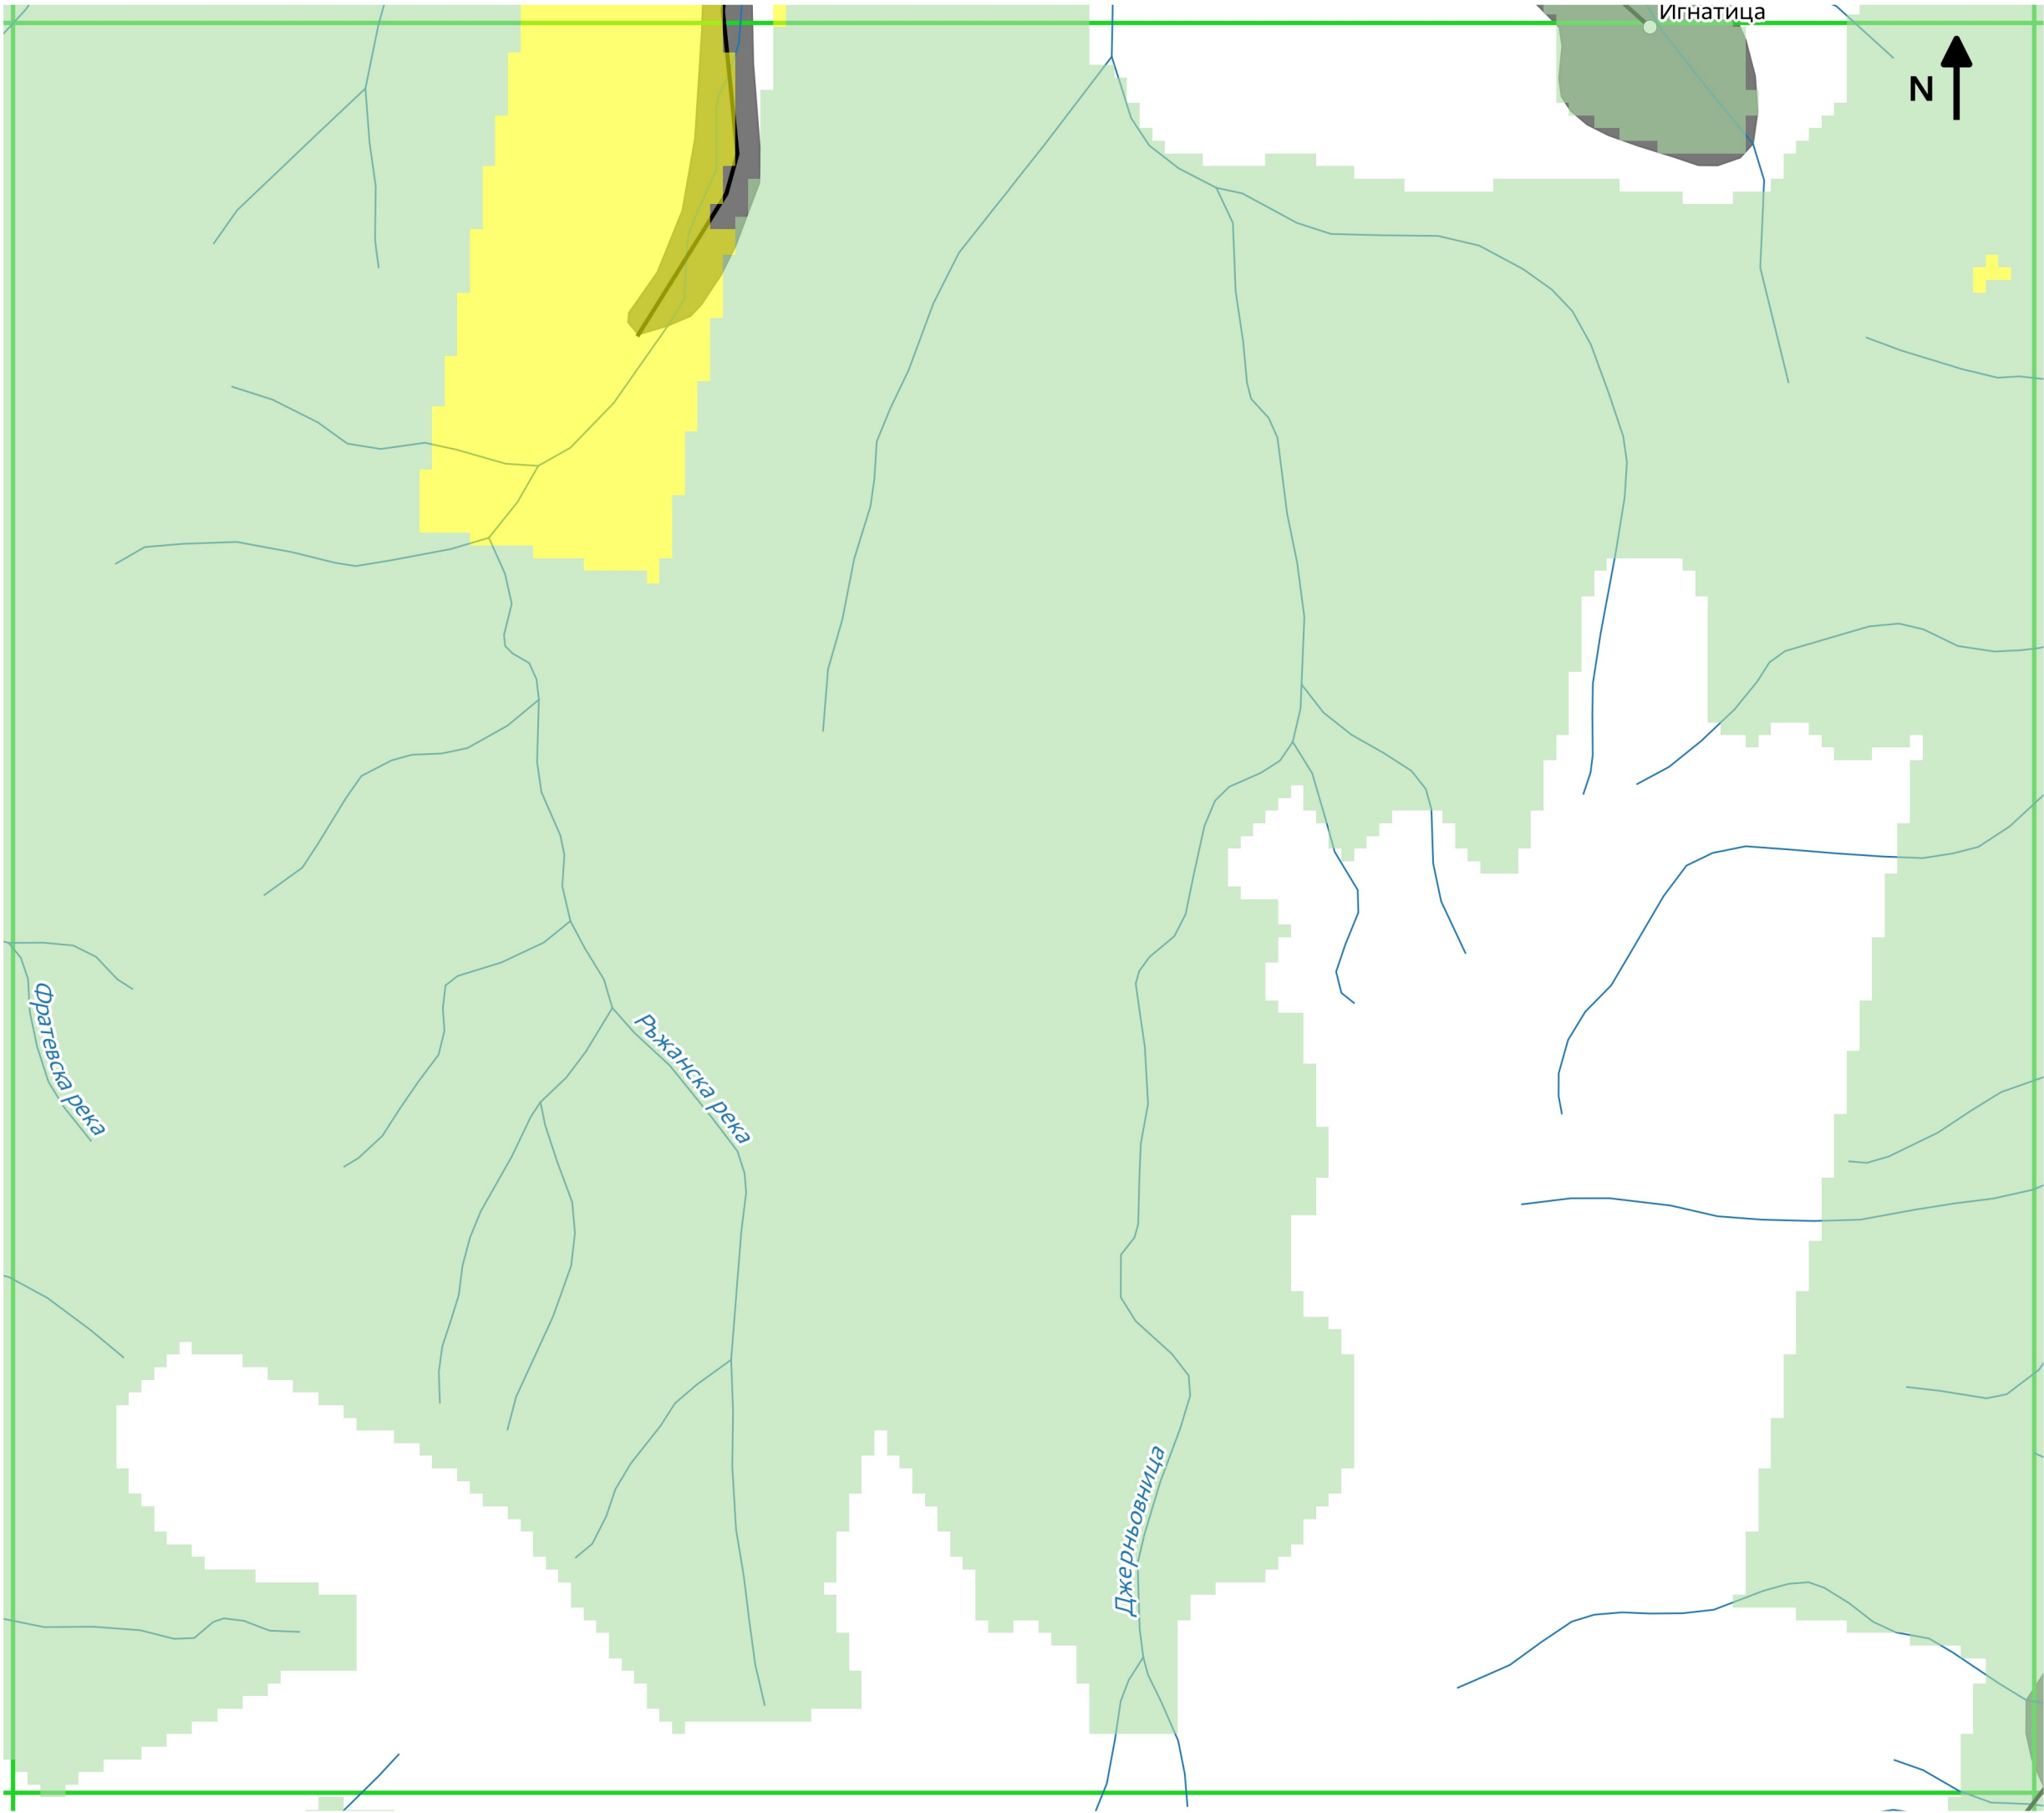 Игнатица
N
Фратевска река
Ръжанска река
Джерньовница